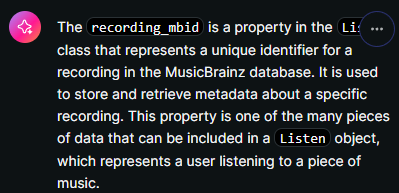 The recording_mbid is a property in the
class that represents a unique identifier for a
recording in the MusicBrainz database. It is used
to store and retrieve metadata about a specific
recording. This property is one of the many pieces
of data that can be included in a Listen object,
which represents a user listening to a piece of
music.